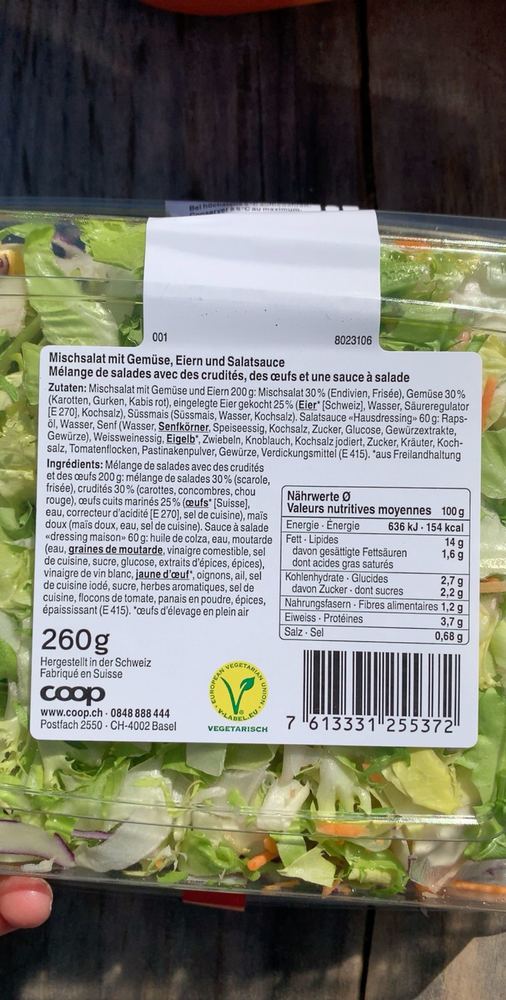 001
8023106
Mischsalat mit Gemüse, Eiern und Salatsauce
Mélange de salades avec des crudités, des œufs et une sauce à salade
Zutaten: Mischsalat mit Gemüse und Eiern 200 g: Mischsalat 30 % (Endivien, Frisée), Gemüse 30 %
(Karotten, Gurken, Kabis rot), eingelegte Eier gekocht 25 % (Eier* [Schweiz], Wasser, Säureregulator
[E 270], Kochsalz), Süssmais (Süssmais, Wasser, Kochsalz). Salatsauce «Hausdressing» 60 g: Raps-
öl, Wasser, Senf (Wasser, Senfkörner, Speiseessig, Kochsalz, Zucker, Glucose, Gewürzextrakte,
Gewürze), Weissweinessig, Eigelb*, Zwiebeln, Knoblauch, Kochsalz jodiert, Zucker, Kräuter, Koch-
salz, Tomatenflocken, Pastinakenpulver, Gewürze, Verdickungsmittel (E 415). *aus Freilandhaltung
Ingrédients: Mélange de salades avec des crudités
et des œufs 200 g: mélange de salades 30 % (scarole,
frisée), crudités 30 % (carottes, concombres, chou
rouge), œufs cuits marinés 25 % (œufs* [Suisse],
eau, correcteur d'acidité [E 270], sel de cuisine), maïs
doux (maïs doux, eau, sel de cuisine). Sauce à salade
«dressing maison» 60 g: huile de colza, eau, moutarde
(eau, graines de moutarde, vinaigre comestible, sel
de cuisine, sucre, glucose, extraits d'épices, épices),
vinaigre de vin blanc, jaune d'œuf*, oignons, ail, sel
de cuisine iodé, sucre, herbes aromatiques, sel de
cuisine, flocons de tomate, panais en poudre, épices,
épaississant (E 415). *œufs d'élevage en plein air
Nährwerte Ø
Valeurs nutritives moyennes 100 g
Energie · Énergie 636 kJ · 154 kcal
Fett · Lipides 14 g
davon gesättigte Fettsäuren 1,6 g
dont acides gras saturés
Kohlenhydrate · Glucides 2,7 g
davon Zucker · dont sucres 2,2 g
Nahrungsfasern · Fibres alimentaires 1,2 g
Eiweiss · Protéines 3,7 g
Salz · Sel 0,68 g
260 g
Hergestellt in der Schweiz
Fabriqué en Suisse
coop
www.coop.ch · 0848 888 444
Postfach 2550 · CH-4002 Basel
EUROPEAN VEGETARIAN UNION
V-LABEL.EU
VEGETARISCH
7 613331 255372